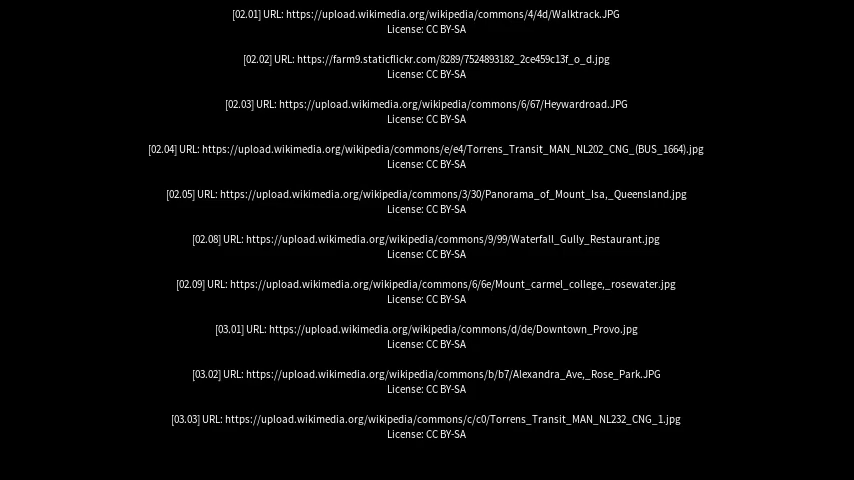 [02.01] URL: https://upload.wikimedia.org/wikipedia/commons/4/4d/Walktrack.JPG
License: CC BY-SA
[02.02] URL: https://farm9.staticflickr.com/8289/7524893182_2ce459c13f_o_d.jpg
License: CC BY-SA
[02.03] URL: https://upload.wikimedia.org/wikipedia/commons/6/67/Heywardroad.JPG
License: CC BY-SA
[02.04] URL: https://upload.wikimedia.org/wikipedia/commons/e/e4/Torrens_Transit_MAN_NL202_CNG_(BUS_1664).jpg
License: CC BY-SA
[02.05] URL: https://upload.wikimedia.org/wikipedia/commons/3/30/Panorama_of_Mount_Isa,_Queensland.jpg
License: CC BY-SA
[02.08] URL: https://upload.wikimedia.org/wikipedia/commons/9/99/Waterfall_Gully_Restaurant.jpg
License: CC BY-SA
[02.09] URL: https://upload.wikimedia.org/wikipedia/commons/6/6e/Mount_carmel_college,_rosewater.jpg
License: CC BY-SA
[03.01] URL: https://upload.wikimedia.org/wikipedia/commons/d/de/Downtown_Provo.jpg
License: CC BY-SA
[03.02] URL: https://upload.wikimedia.org/wikipedia/commons/b/b7/Alexandra_Ave,_Rose_Park.JPG
License: CC BY-SA
[03.03] URL: https://upload.wikimedia.org/wikipedia/commons/c/c0/Torrens_Transit_MAN_NL232_CNG_1.jpg
License: CC BY-SA